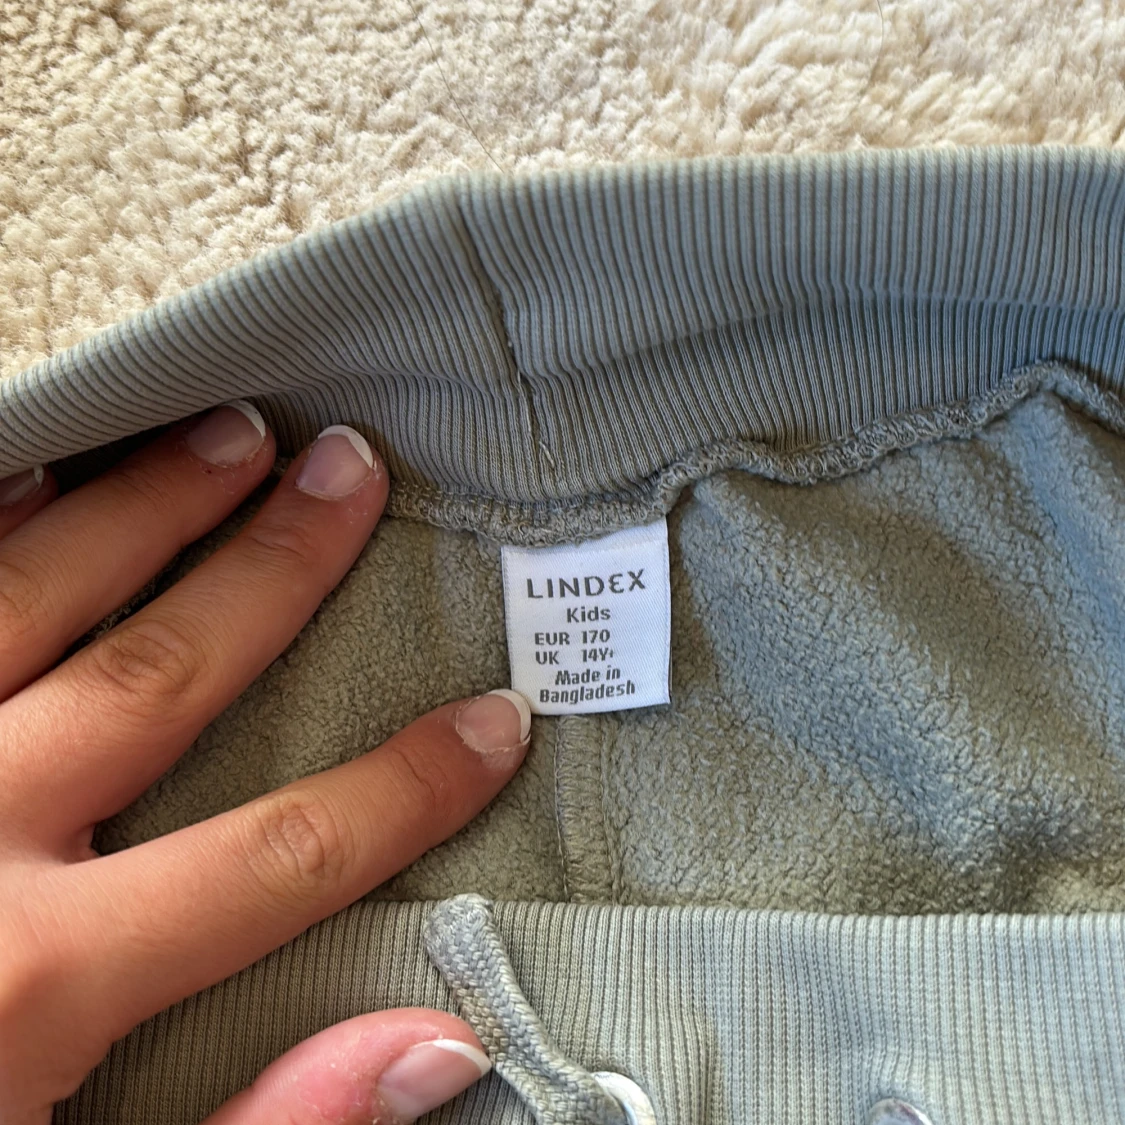 LINDEX
Kids
EUR 170
UK 14Y+
Made in
Bangladesh